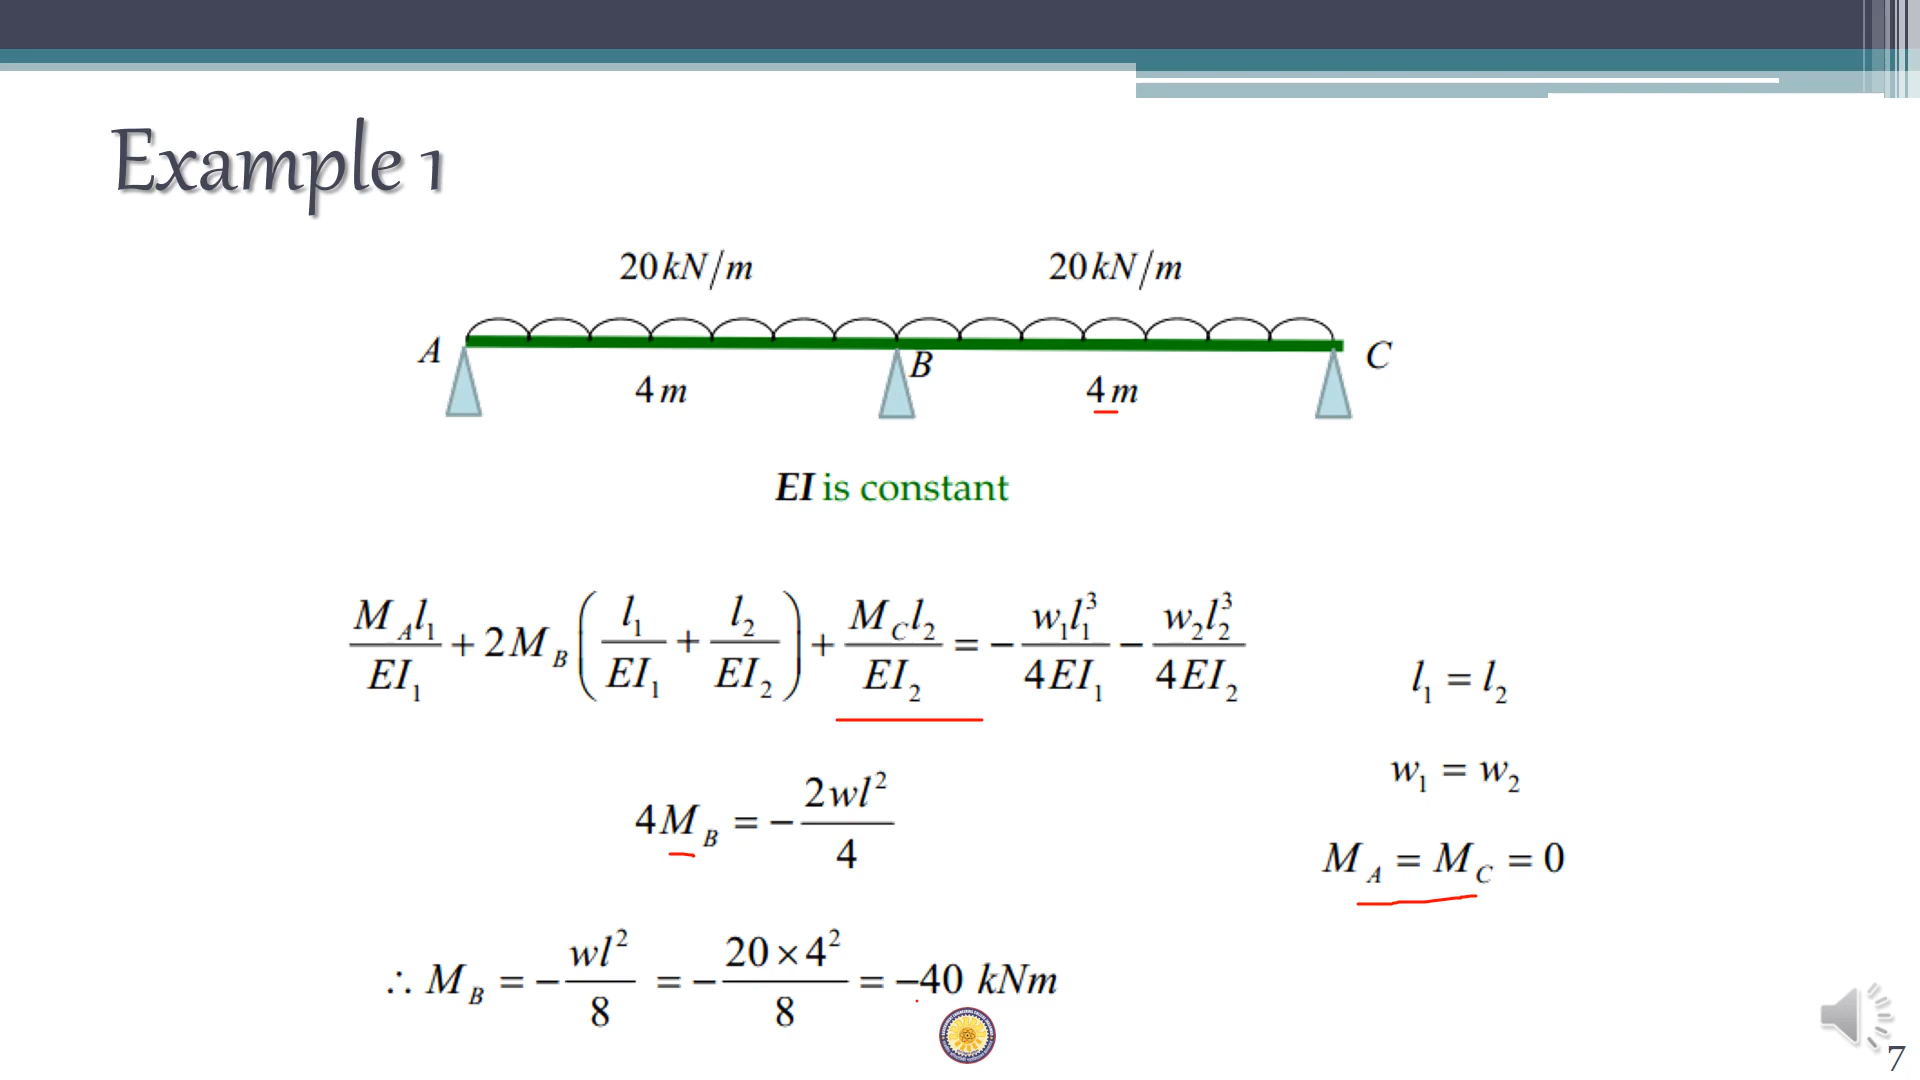 Example 1
20 kN/m 20 kN/m
A B C
4 m 4 m
EI is constant
M_A l_1 / EI_1 + 2M_B ( l_1 / EI_1 + l_2 / EI_2 ) + M_C l_2 / EI_2 = − w_1 l_1^3 / 4EI_1 − w_2 l_2^3 / 4EI_2
l_1 = l_2
w_1 = w_2
4M_B = − 2wl^2 / 4
M_A = M_C = 0
∴ M_B = − wl^2 / 8 = − 20 × 4^2 / 8 = −40 kNm
7